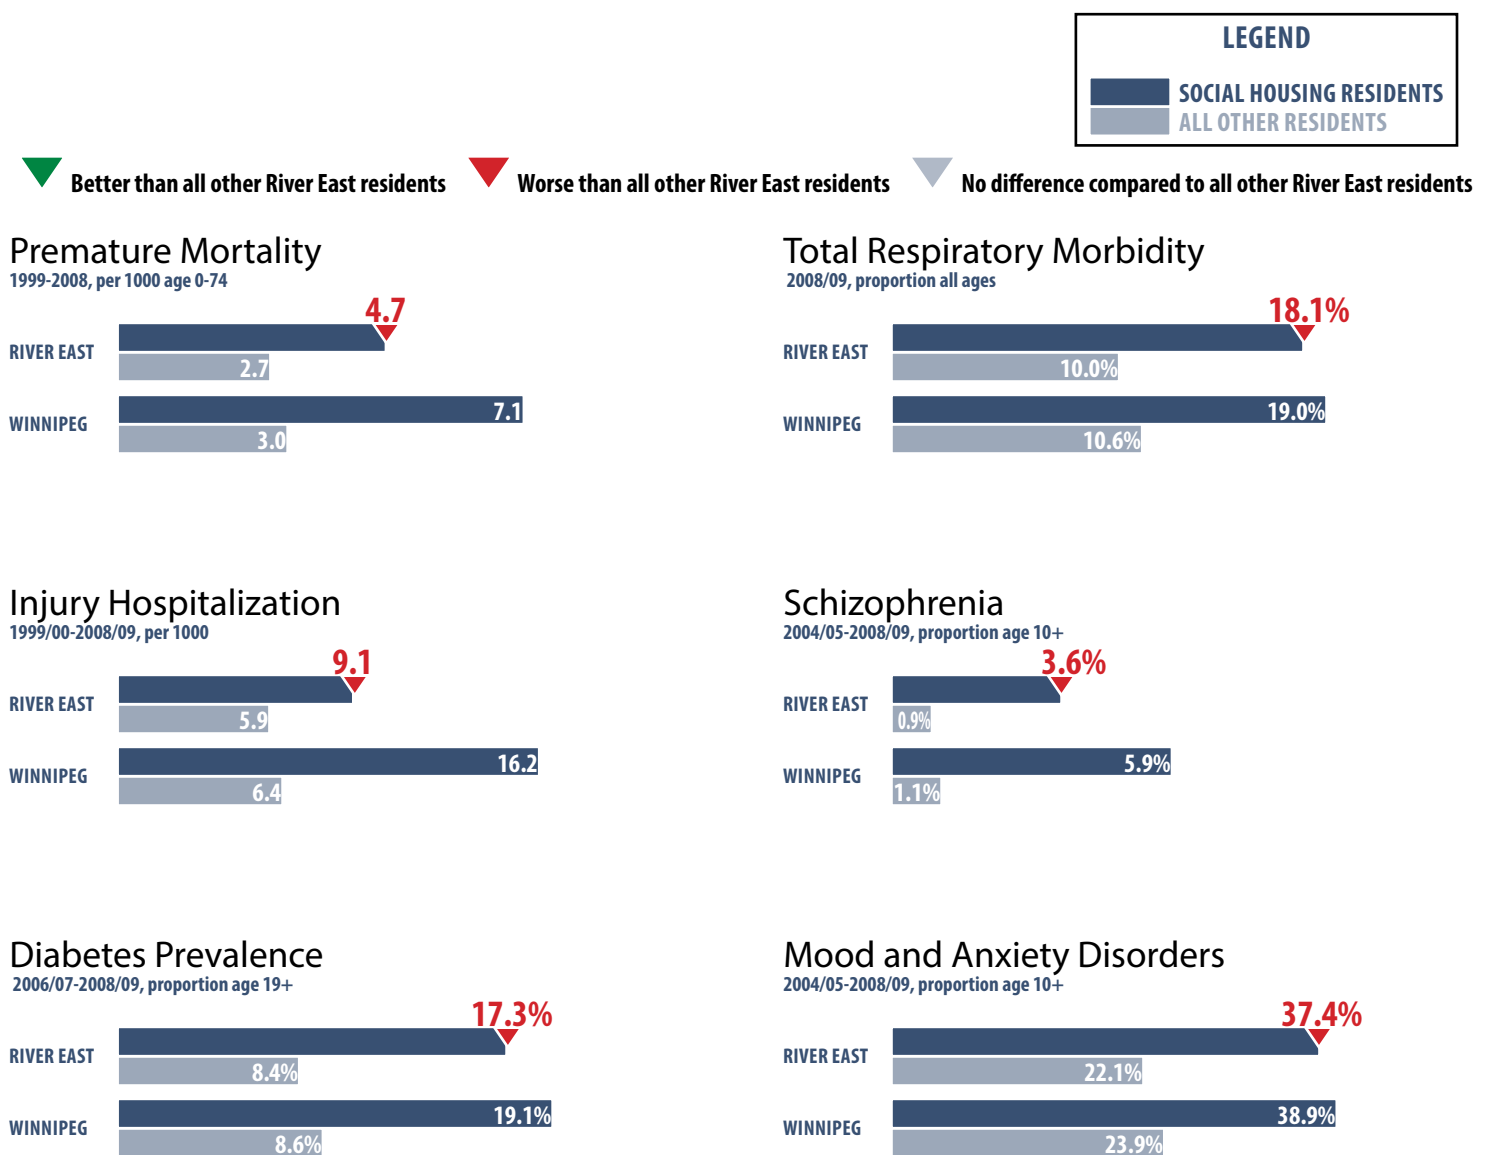 LEGEND
SOCIAL HOUSING RESIDENTS
ALL OTHER RESIDENTS
Better than all other River East residents
Worse than all other River East residents
No difference compared to all other River East residents
Premature Mortality
1999-2008, per 1000 age 0-74
4.7
RIVER EAST
2.7
7.1
WINNIPEG
3.0
Total Respiratory Morbidity
2008/09, proportion all ages
18.1%
RIVER EAST
10.0%
19.0%
WINNIPEG
10.6%
Injury Hospitalization
1999/00-2008/09, per 1000
9.1
RIVER EAST
5.9
16.2
WINNIPEG
6.4
Schizophrenia
2004/05-2008/09, proportion age 10+
3.6%
RIVER EAST
0.9%
5.9%
WINNIPEG
1.1%
Diabetes Prevalence
2006/07-2008/09, proportion age 19+
17.3%
RIVER EAST
8.4%
19.1%
WINNIPEG
8.6%
Mood and Anxiety Disorders
2004/05-2008/09, proportion age 10+
37.4%
RIVER EAST
22.1%
38.9%
WINNIPEG
23.9%